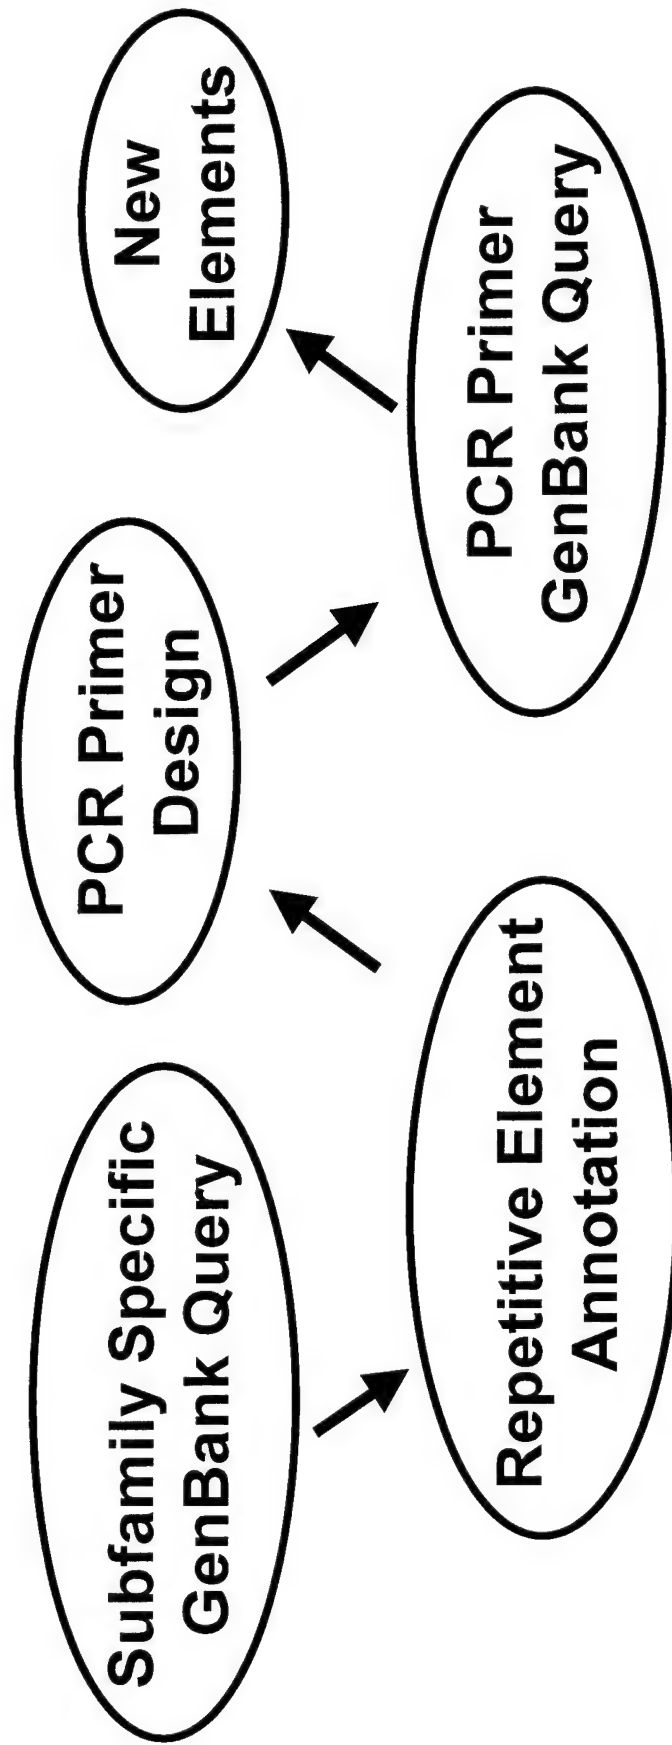 Subfamily Specific
GenBank Query
Repetitive Element
Annotation
PCR Primer
Design
PCR Primer
GenBank Query
New
Elements